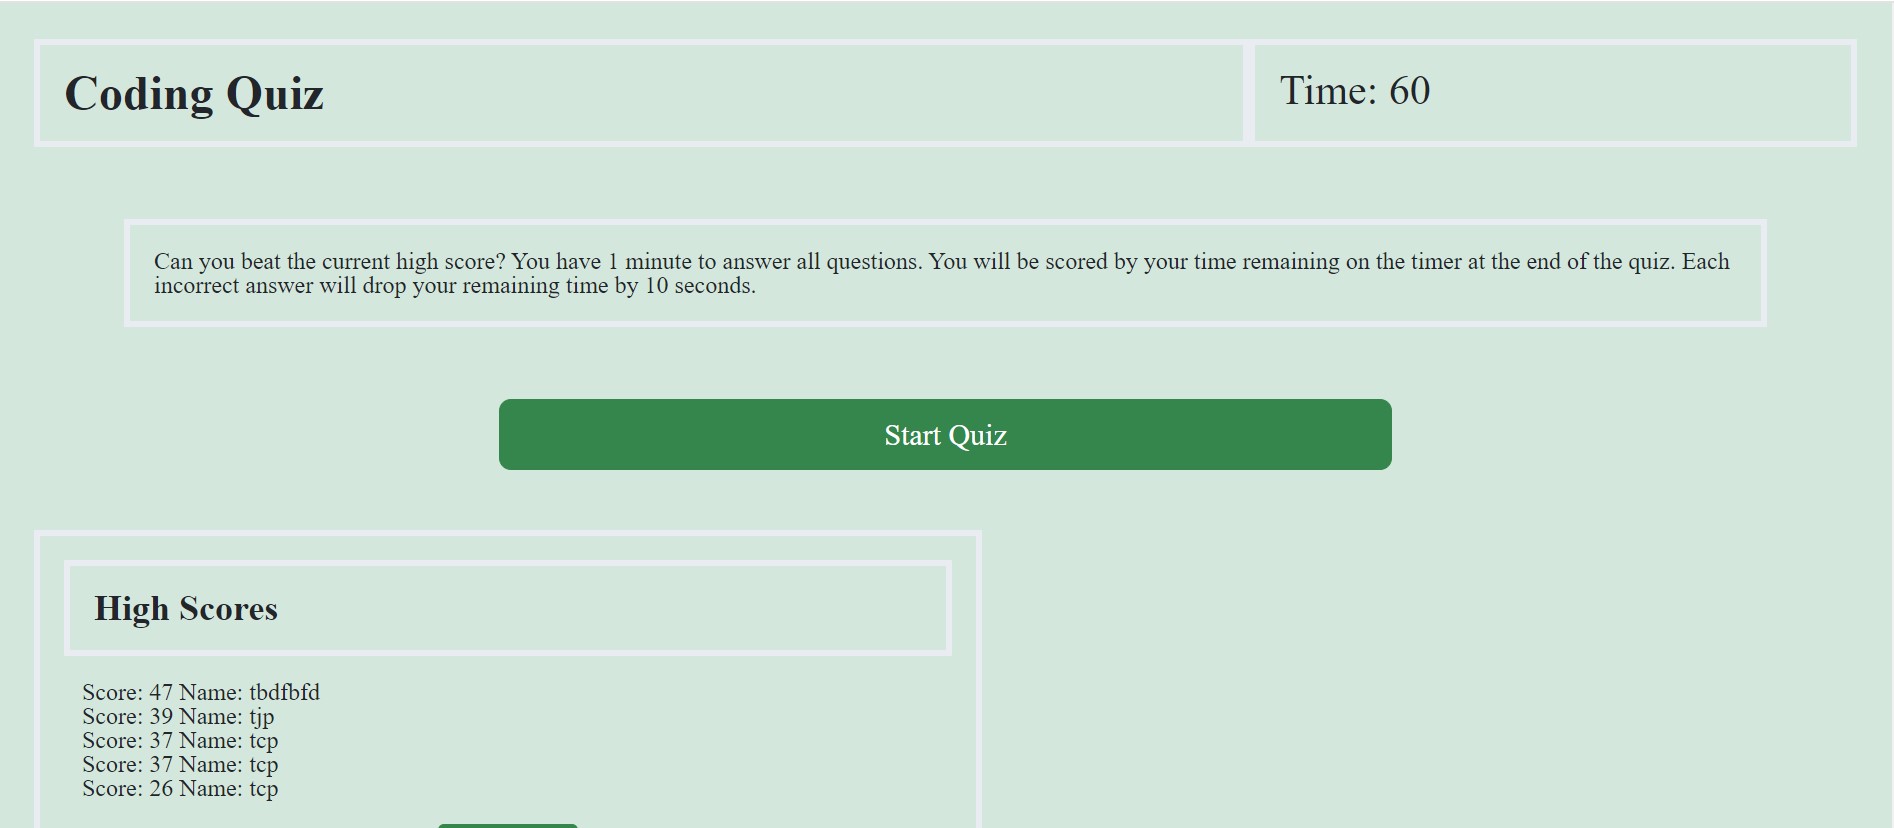 Coding Quiz
Time: 60
Can you beat the current high score? You have 1 minute to answer all questions. You will be scored by your time remaining on the timer at the end of the quiz. Each
incorrect answer will drop your remaining time by 10 seconds.
Start Quiz
High Scores
Score: 47 Name: tbdfbfd
Score: 39 Name: tjp
Score: 37 Name: tcp
Score: 37 Name: tcp
Score: 26 Name: tcp